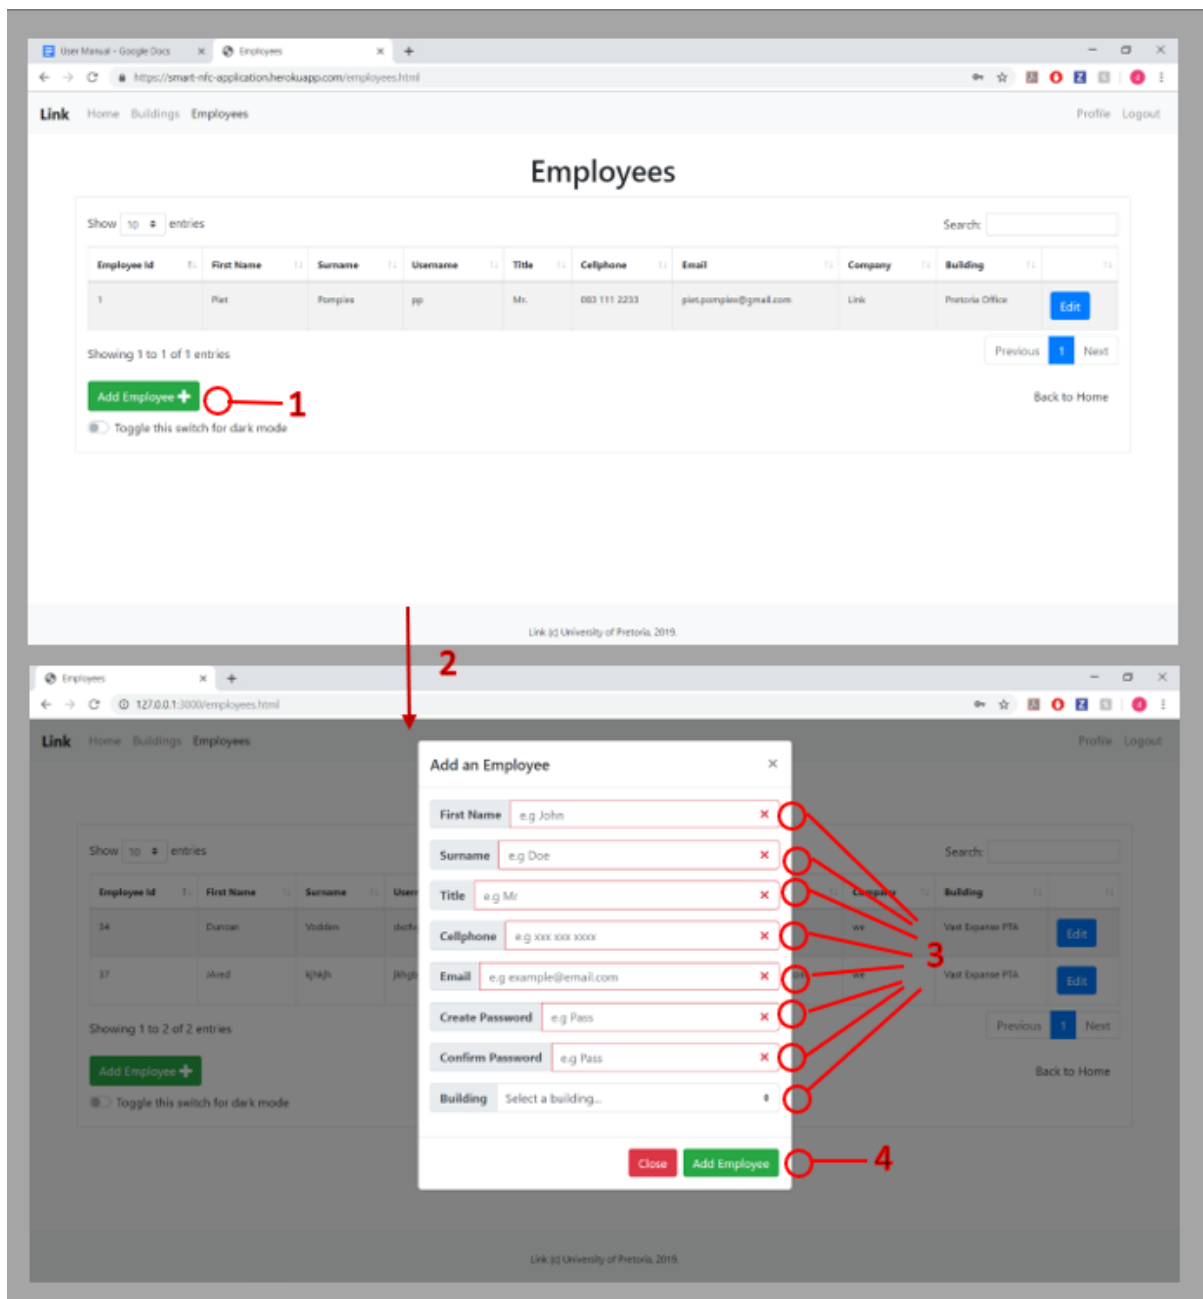 User Manual - Google Docs Employees
https://smart-nfc-application.herokuapp.com/employees.html
Link Home Buildings Employees Profile Logout
Employees
Show 10 entries Search:
Employee Id First Name Surname Username Title Cellphone Email Company Building
1 Piet Pompies pp Mr. 083 111 2233 piet.pompies@gmail.com Link Pretoria Office Edit
Showing 1 to 1 of 1 entries Previous 1 Next
Add Employee 1 Back to Home
Toggle this switch for dark mode
Link (c) University of Pretoria, 2019.
2
Employees
127.0.0.1:3000/employees.html
Link Home Buildings Employees Profile Logout
Add an Employee
First Name e.g John
Show 10 entries Surname e.g Doe Search:
Employee Id First Name Surname Title e.g Mr Company Building
34 Duncan Vodden Cellphone e.g xxx xxx xxxx we Vast Expanse PTA Edit
3
37 JAred kjhkjh Email e.g example@email.com we Vast Expanse PTA Edit
Showing 1 to 2 of 2 entries Create Password e.g Pass Previous 1 Next
Add Employee Confirm Password e.g Pass Back to Home
Toggle this switch for dark mode Building Select a building...
Close Add Employee 4
Link (c) University of Pretoria, 2019.